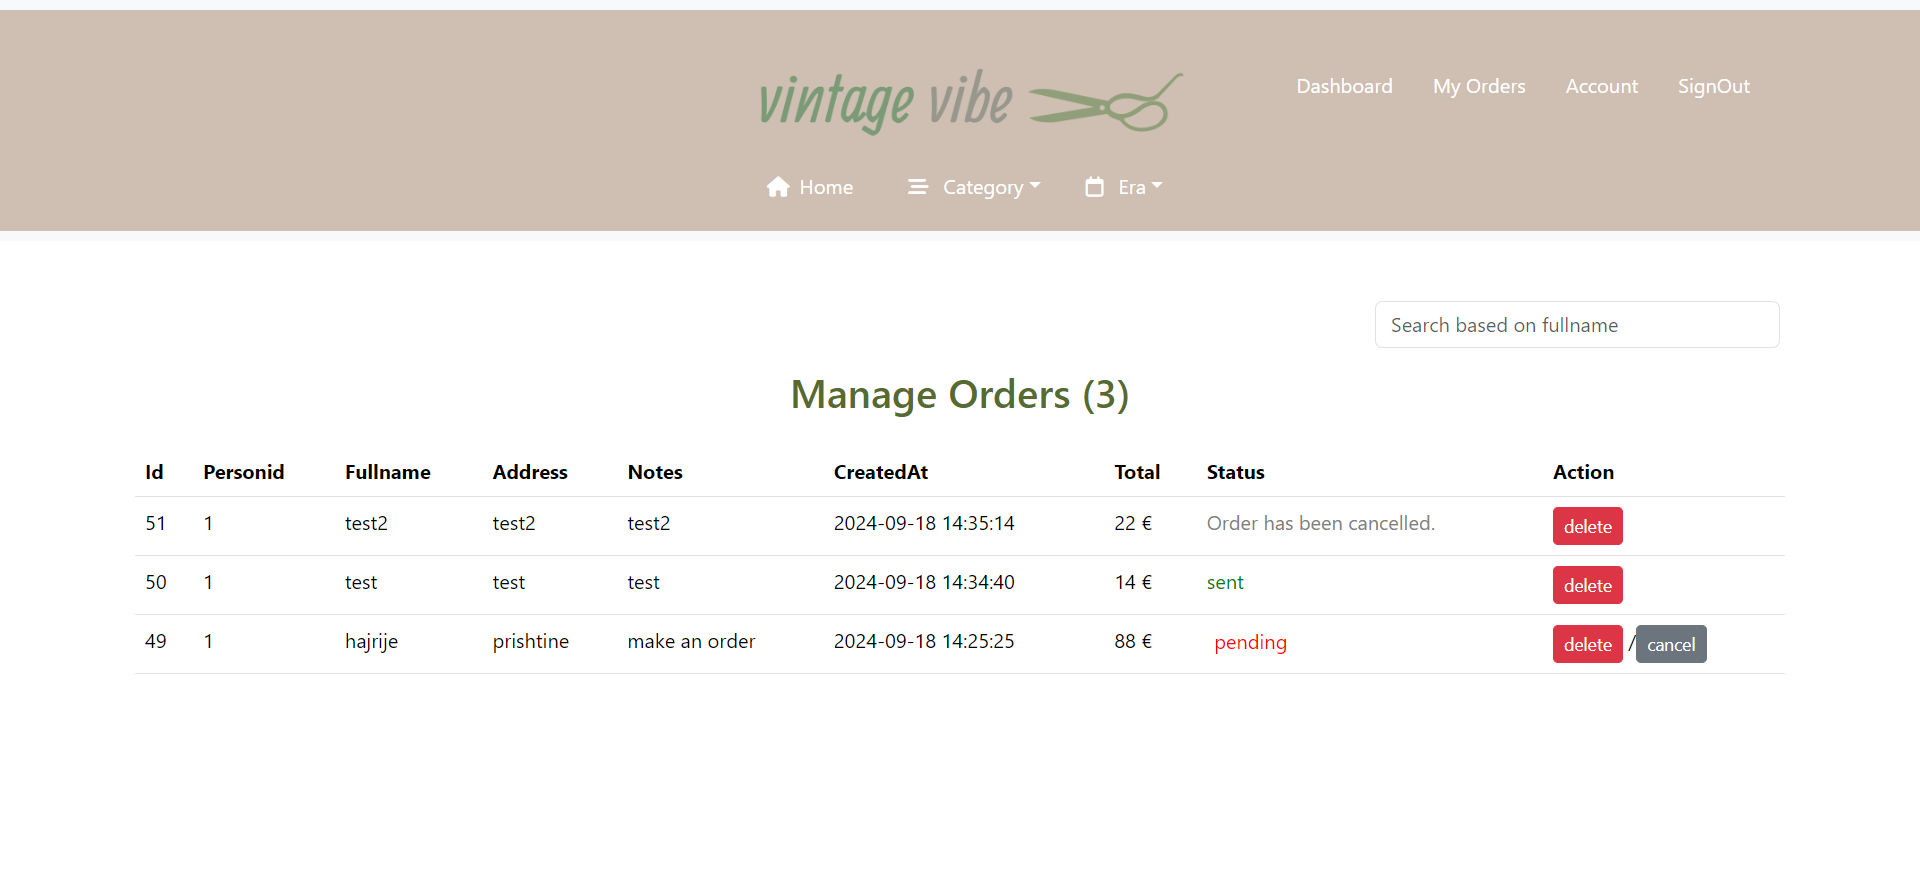 vintage vibe
Dashboard My Orders Account SignOut
Home Category Era
Search based on fullname
Manage Orders (3)
Id Personid Fullname Address Notes CreatedAt Total Status Action
51 1 test2 test2 test2 2024-09-18 14:35:14 22 € Order has been cancelled. delete
50 1 test test test 2024-09-18 14:34:40 14 € sent delete
49 1 hajrije prishtine make an order 2024-09-18 14:25:25 88 € pending delete /cancel